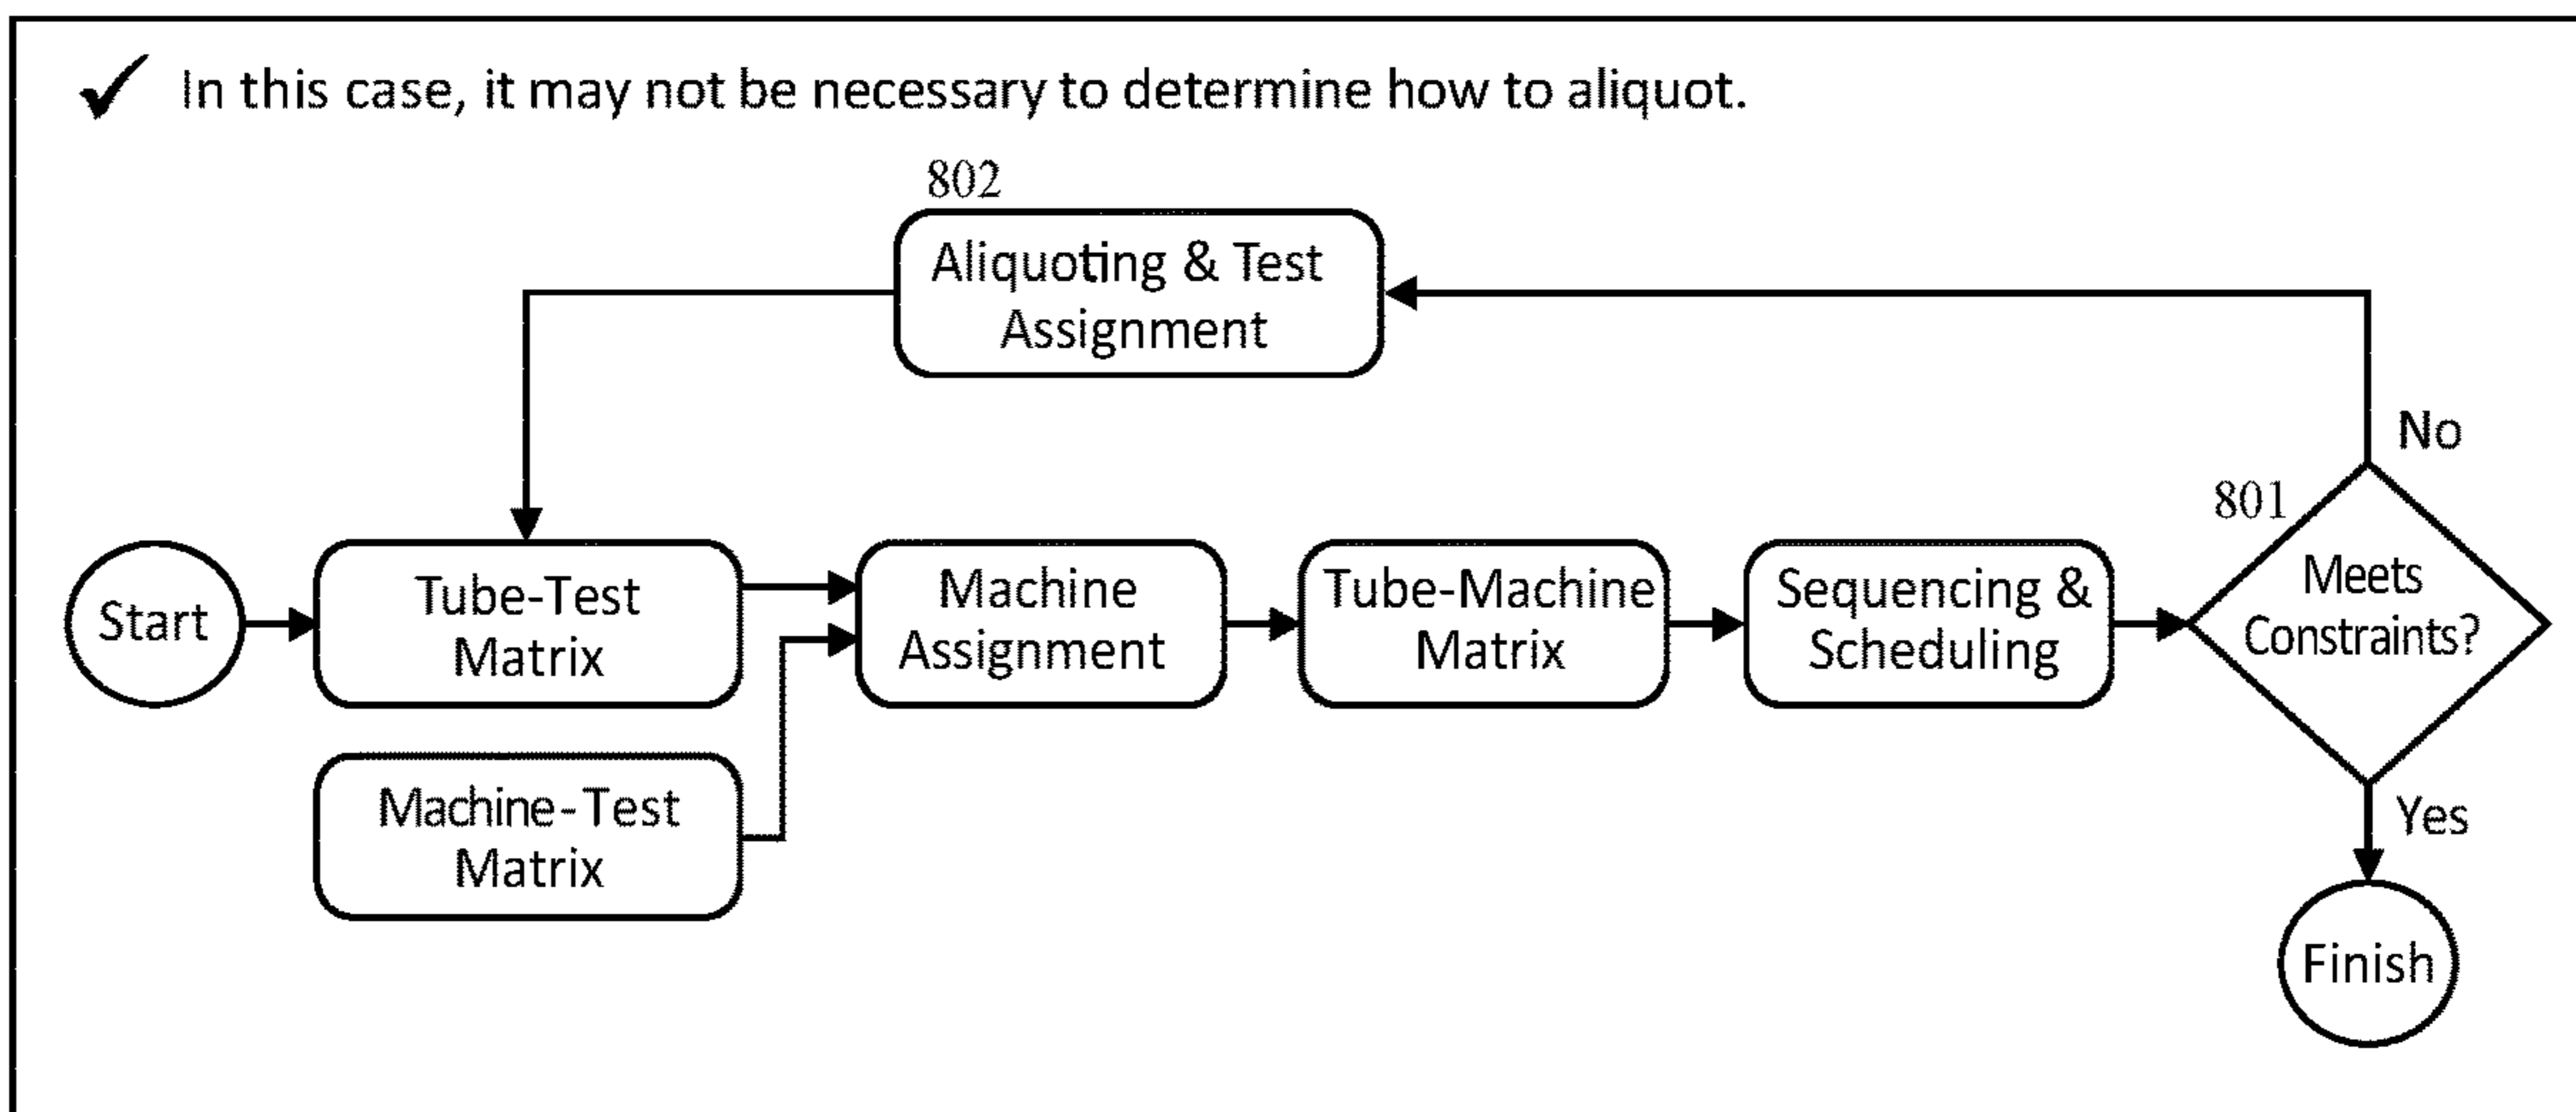 ✓ In this case, it may not be necessary to determine how to aliquot.
802
Aliquoting & Test
Assignment
No
801
Start
Tube-Test
Matrix
Machine
Assignment
Tube-Machine
Matrix
Sequencing &
Scheduling
Meets
Constraints?
Machine-Test
Matrix
Yes
Finish